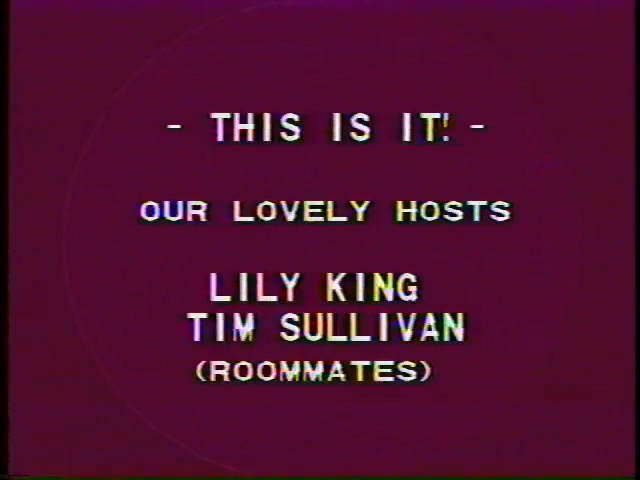 - THIS IS IT! -
OUR LOVELY HOSTS
LILY KING
TIM SULLIVAN
(ROOMMATES)